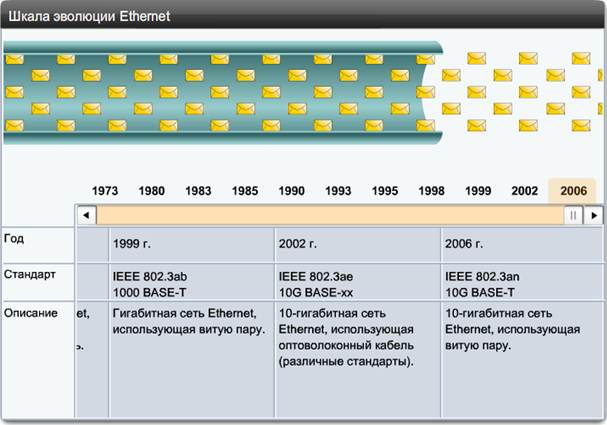 Шкала эволюции Ethernet
1973 1980 1983 1985 1990 1993 1995 1998 1999 2002 2006
Год 1999 г. 2002 г. 2006 г.
Стандарт IEEE 802.3ab IEEE 802.3ae IEEE 802.3an
1000 BASE-T 10G BASE-xx 10G BASE-T
Описание et, Гигабитная сеть Ethernet, 10-гигабитная сеть 10-гигабитная сеть
использующая витую пару. Ethernet, использующая Ethernet, использующая
оптоволоконный кабель витую пару.
(различные стандарты).